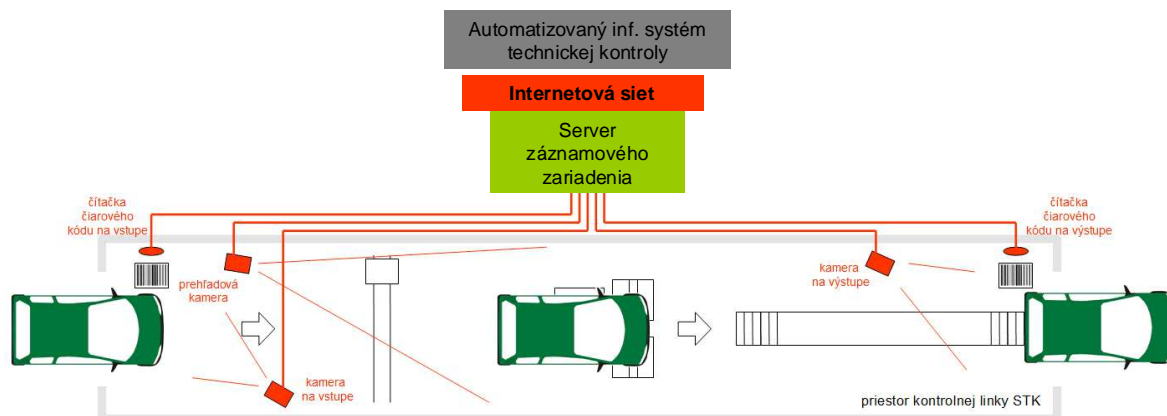 Automatizovaný inf. systém
technickej kontroly
Internetová siet
Server
záznamového
zariadenia
čítačka
čiarového
kódu na vstupe
čítačka
čiarového
kódu na výstupe
prehľadová
kamera
kamera
na výstupe
kamera
na vstupe
priestor kontrolnej linky STK